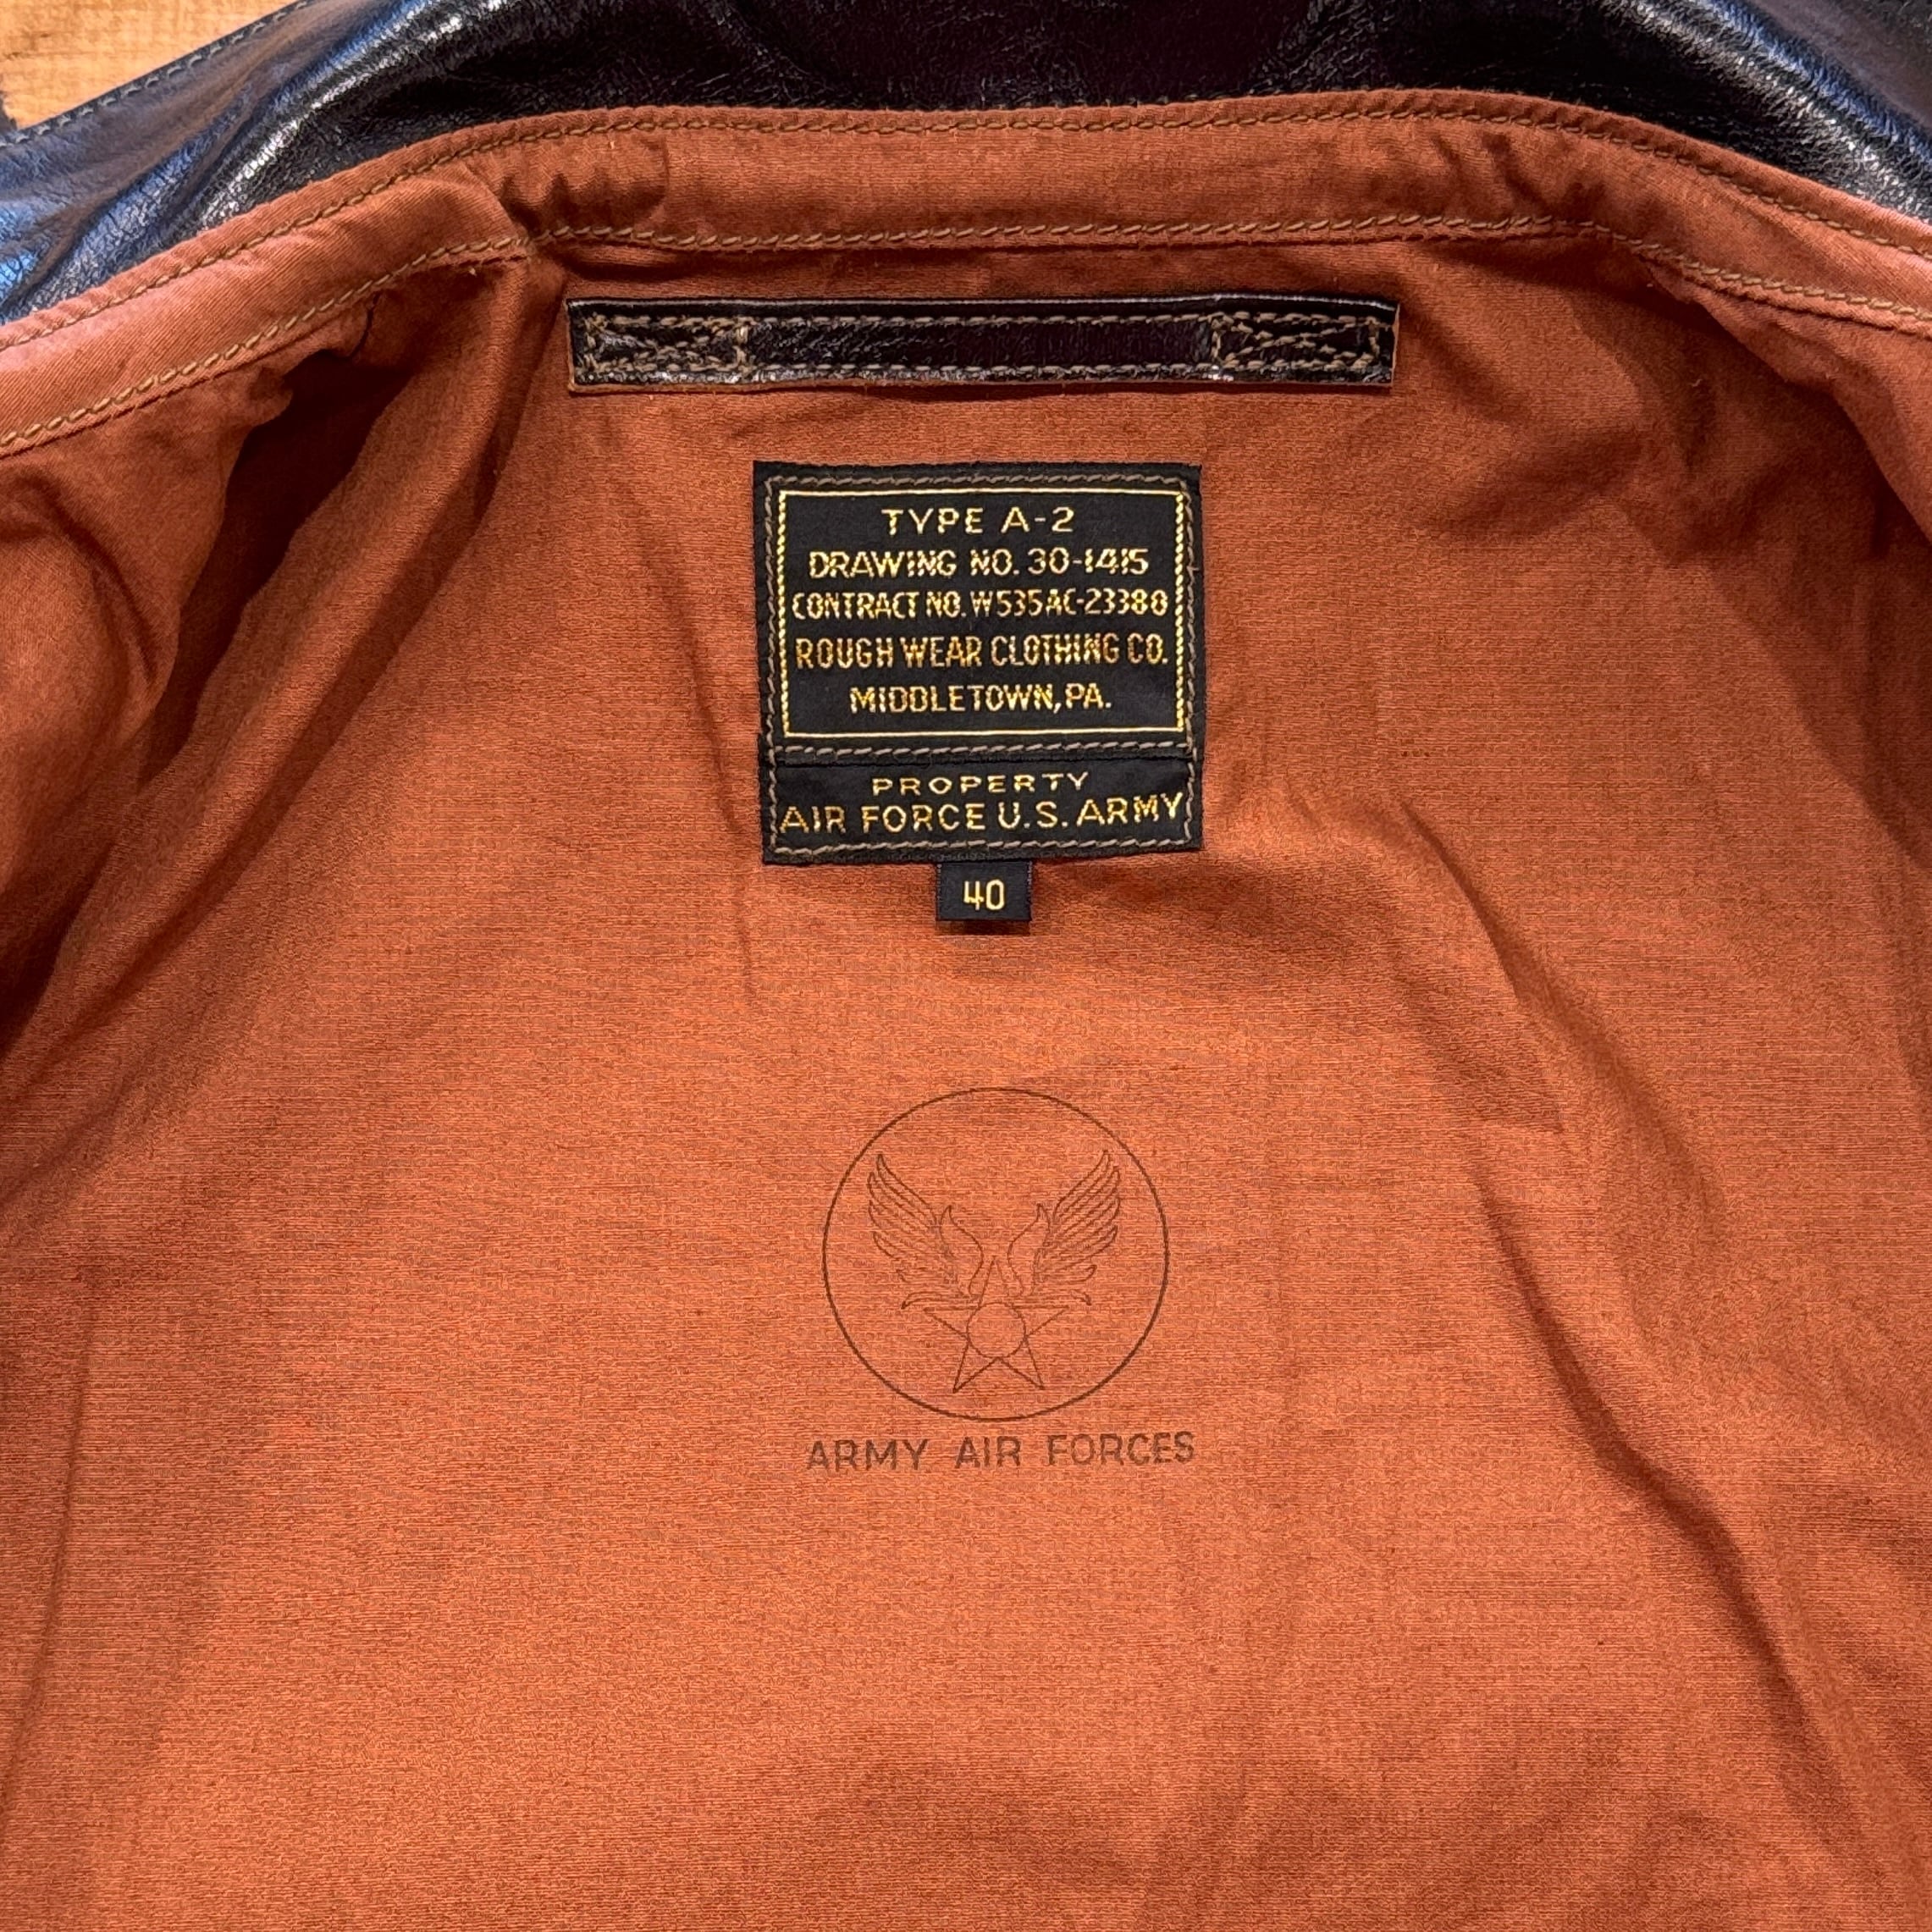 TYPE A-2
DRAWING NO. 30-1415
CONTRACT NO. W535AC-23380
ROUGH WEAR CLOTHING CO.
MIDDLETOWN, PA.
PROPERTY
AIR FORCE U.S. ARMY
40
ARMY AIR FORCES